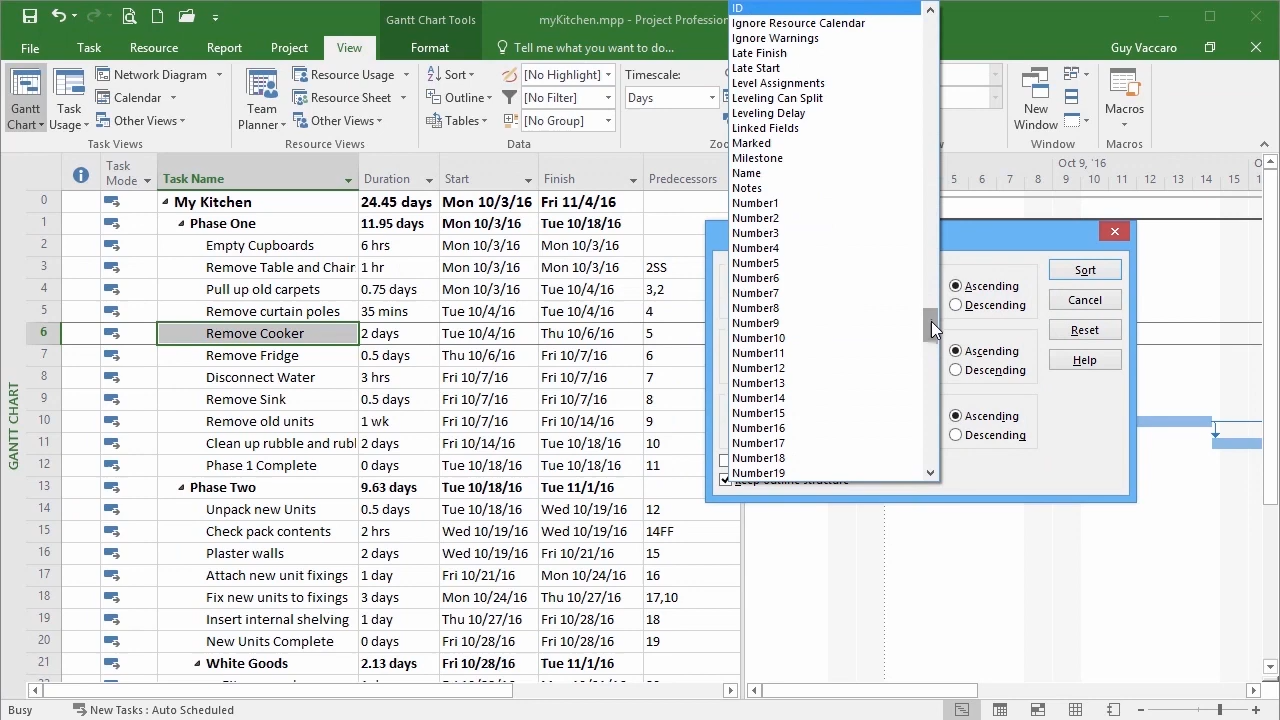 Gantt Chart Tools
myKitchen.mpp - Project Profession
File
Task
Resource
Report
Project
View
Format
Tell me what you want to do...
Guy Vaccaro
Gantt
Chart
Task
Usage
Network Diagram
Calendar
Other Views
Task Views
Team
Planner
Resource Usage
Resource Sheet
Other Views
Resource Views
Sort
Outline
Tables
[No Highlight]
[No Filter]
[No Group]
Data
Timescale:
Days
Zoo
New
Window
Window
Macros
Macros
ID
Ignore Resource Calendar
Ignore Warnings
Late Finish
Late Start
Level Assignments
Leveling Can Split
Leveling Delay
Linked Fields
Marked
Milestone
Name
Notes
Number1
Number2
Number3
Number4
Number5
Number6
Number7
Number8
Number9
Number10
Number11
Number12
Number13
Number14
Number15
Number16
Number17
Number18
Number19
Ascending
Descending
Ascending
Descending
Ascending
Descending
Sort
Cancel
Reset
Help
Keep outline structure
Oct 9, '16
5 6 7 8 9 10 11 12 13 14 15
Task Mode Task Name Duration Start Finish Predecessors
0 My Kitchen 24.45 days Mon 10/3/16 Fri 11/4/16
1 Phase One 11.95 days Mon 10/3/16 Tue 10/18/16
2 Empty Cupboards 6 hrs Mon 10/3/16 Mon 10/3/16
3 Remove Table and Chair 1 hr Mon 10/3/16 Mon 10/3/16 2SS
4 Pull up old carpets 0.75 days Mon 10/3/16 Tue 10/4/16 3,2
5 Remove curtain poles 35 mins Tue 10/4/16 Tue 10/4/16 4
6 Remove Cooker 2 days Tue 10/4/16 Thu 10/6/16 5
7 Remove Fridge 0.5 days Thu 10/6/16 Fri 10/7/16 6
8 Disconnect Water 3 hrs Fri 10/7/16 Fri 10/7/16 7
9 Remove Sink 0.5 days Fri 10/7/16 Fri 10/7/16 8
10 Remove old units 1 wk Fri 10/7/16 Fri 10/14/16 9
11 Clean up rubble and rubl 2 days Fri 10/14/16 Tue 10/18/16 10
12 Phase 1 Complete 0 days Tue 10/18/16 Tue 10/18/16 11
13 Phase Two 9.63 days Tue 10/18/16 Tue 11/1/16
14 Unpack new Units 0.5 days Tue 10/18/16 Wed 10/19/16 12
15 Check pack contents 2 hrs Wed 10/19/16 Wed 10/19/16 14FF
16 Plaster walls 2 days Wed 10/19/16 Fri 10/21/16 15
17 Attach new unit fixings 1 day Fri 10/21/16 Mon 10/24/16 16
18 Fix new units to fixings 3 days Mon 10/24/16 Thu 10/27/16 17,10
19 Insert internal shelving 1 day Thu 10/27/16 Fri 10/28/16 18
20 New Units Complete 0 days Fri 10/28/16 Fri 10/28/16 19
21 White Goods 2.13 days Fri 10/28/16 Tue 11/1/16
GANTT CHART
Busy
New Tasks : Auto Scheduled